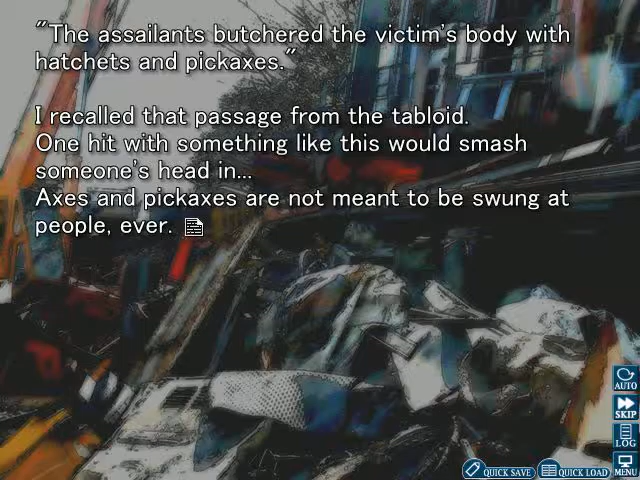 "The assailants butchered the victim's body with
hatchets and pickaxes."
I recalled that passage from the tabloid.
One hit with something like this would smash
someone's head in...
Axes and pickaxes are not meant to be swung at
people, ever.
AUTO
SKIP
LOG
MENU
QUICK SAVE
QUICK LOAD